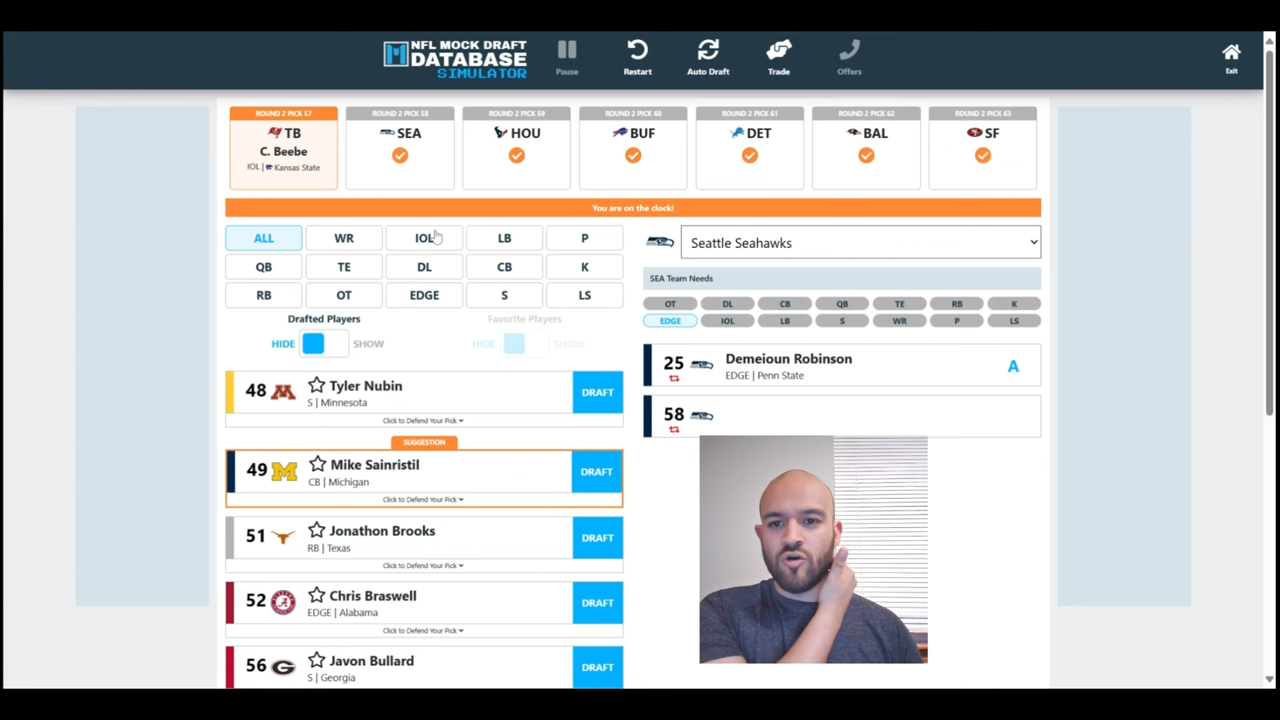 NFL MOCK DRAFT
DATABASE
SIMULATOR
Pause
Restart
Auto Draft
Trade
Offers
Exit
ROUND 2 PICK 57
TB
C. Beebe
IOL | Kansas State
ROUND 2 PICK 58
SEA
ROUND 2 PICK 59
HOU
ROUND 2 PICK 60
BUF
ROUND 2 PICK 61
DET
ROUND 2 PICK 62
BAL
ROUND 2 PICK 63
SF
You are on the clock!
ALL WR IOL LB P
QB TE DL CB K
RB OT EDGE S LS
Drafted Players
HIDE SHOW
Favorite Players
HIDE SHOW
48 M Tyler Nubin
S | Minnesota
DRAFT
Click to Defend Your Pick
SUGGESTION
49 M Mike Sainristil
CB | Michigan
DRAFT
Click to Defend Your Pick
51 Jonathon Brooks
RB | Texas
DRAFT
Click to Defend Your Pick
52 A Chris Braswell
EDGE | Alabama
DRAFT
Click to Defend Your Pick
56 G Javon Bullard
S | Georgia
DRAFT
Seattle Seahawks
SEA Team Needs
OT DL CB QB TE RB K
EDGE IOL LB S WR P LS
25 Demeioun Robinson
EDGE | Penn State
A
58